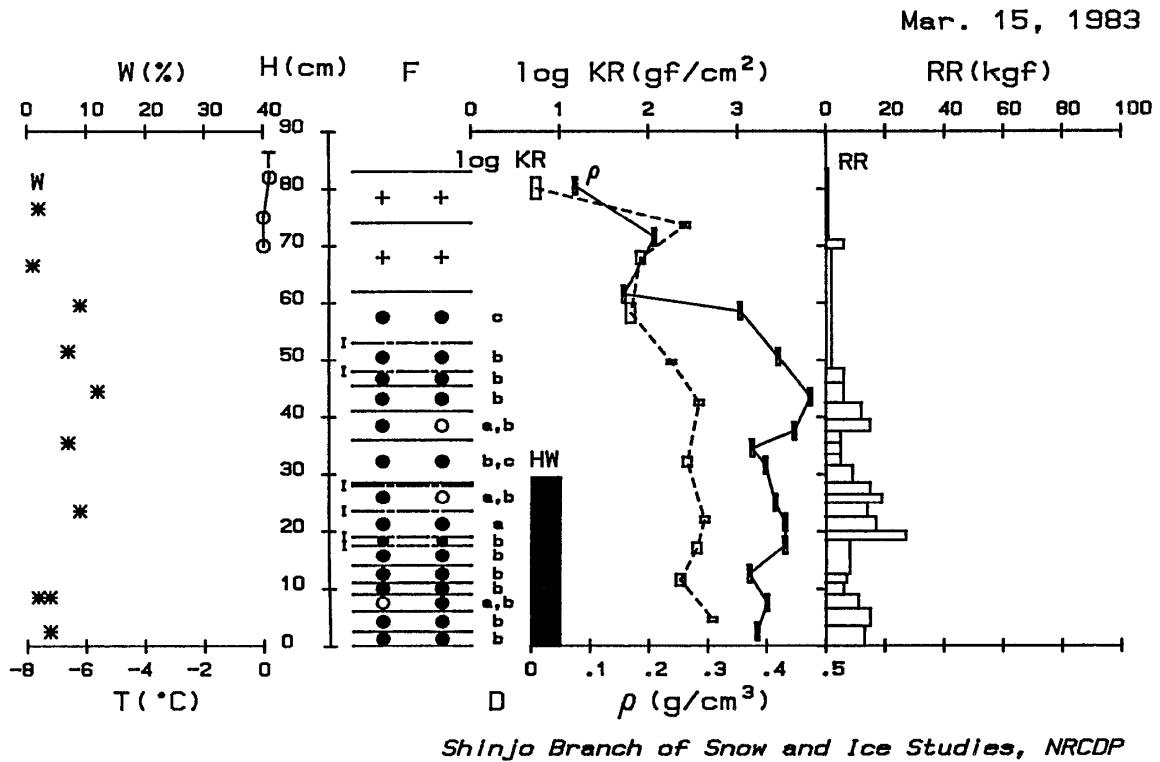 Mar. 15, 1983
W(%) H(cm) F log KR(gf/cm²) RR(kgf)
0 10 20 30 40 0 1 2 3 0 20 40 60 80 100
90
T log KR RR
W ρ
80
70
60
c
I
50 b
I b
b
40
a,b
b,c HW
30
I a,b
I
20 a
I b
I b
b
10 b
a,b
b
0 b
-8 -6 -4 -2 0 0 .1 .2 .3 .4 .5
T(°C) D ρ (g/cm³)
Shinjo Branch of Snow and Ice Studies, NRCDP